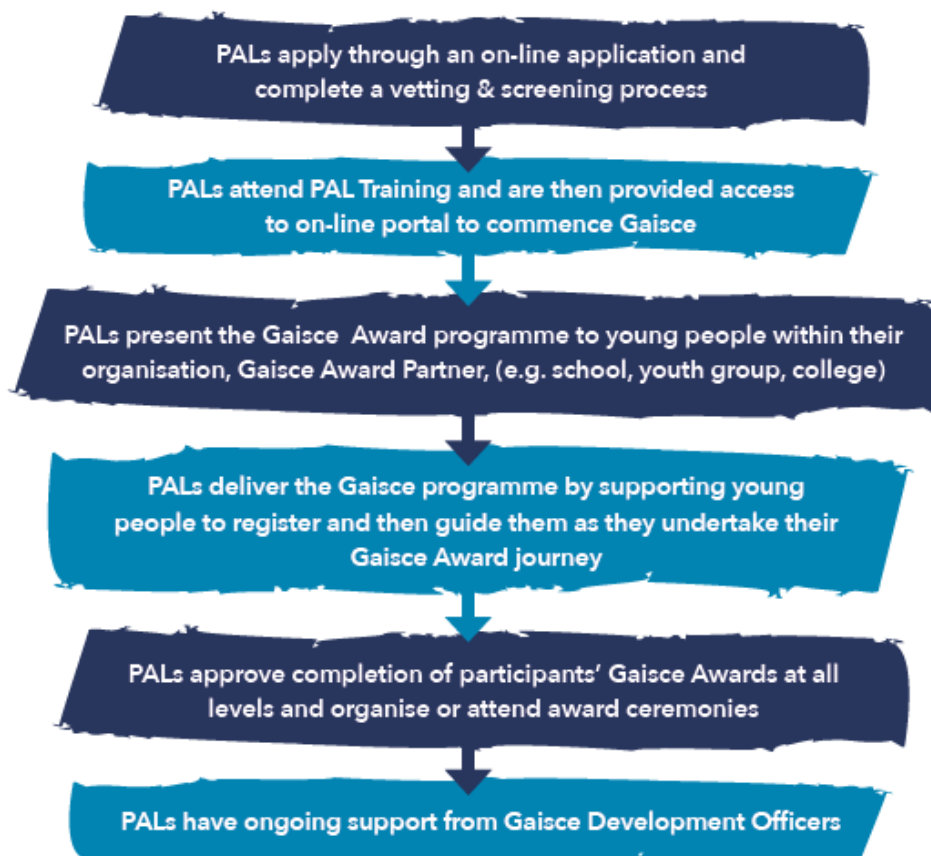 PALs apply through an on-line application and
complete a vetting & screening process
PALs attend PAL Training and are then provided access
to on-line portal to commence Gaisce
PALs present the Gaisce Award programme to young people within their
organisation, Gaisce Award Partner, (e.g. school, youth group, college)
PALs deliver the Gaisce programme by supporting young
people to register and then guide them as they undertake their
Gaisce Award journey
PALs approve completion of participants’ Gaisce Awards at all
levels and organise or attend award ceremonies
PALs have ongoing support from Gaisce Development Officers